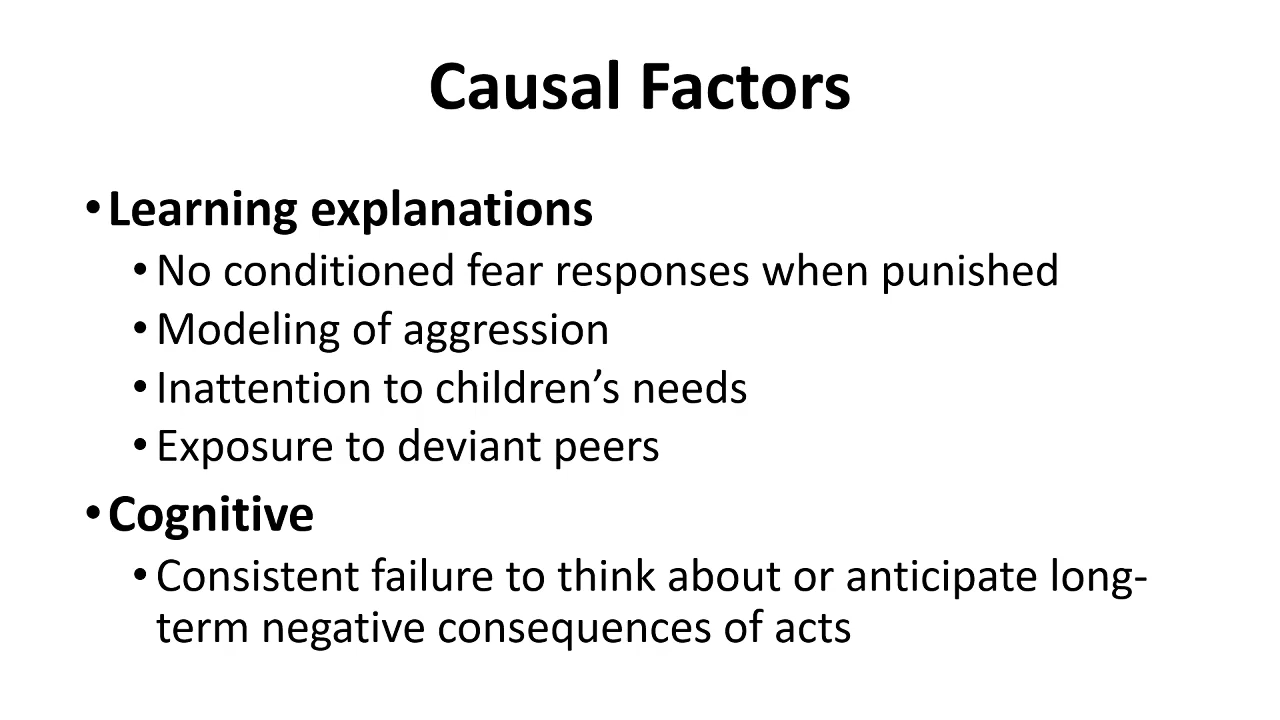 Causal Factors
•Learning explanations
•No conditioned fear responses when punished
•Modeling of aggression
•Inattention to children’s needs
•Exposure to deviant peers
•Cognitive
•Consistent failure to think about or anticipate long-
term negative consequences of acts